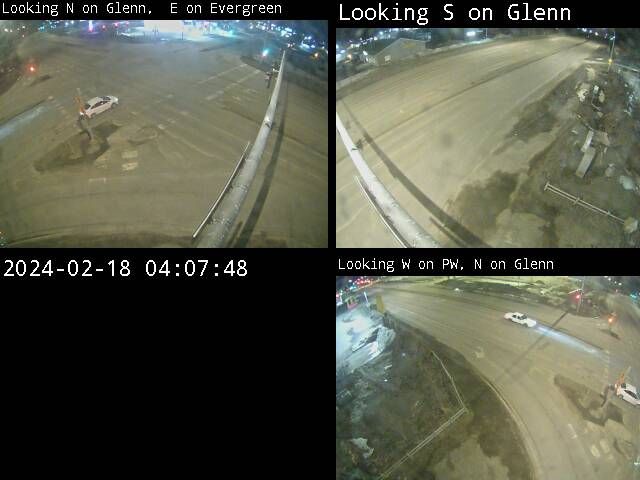 Looking N on Glenn,  E on Evergreen
Looking S on Glenn
2024-02-18 04:07:48
Looking W on PW, N on Glenn